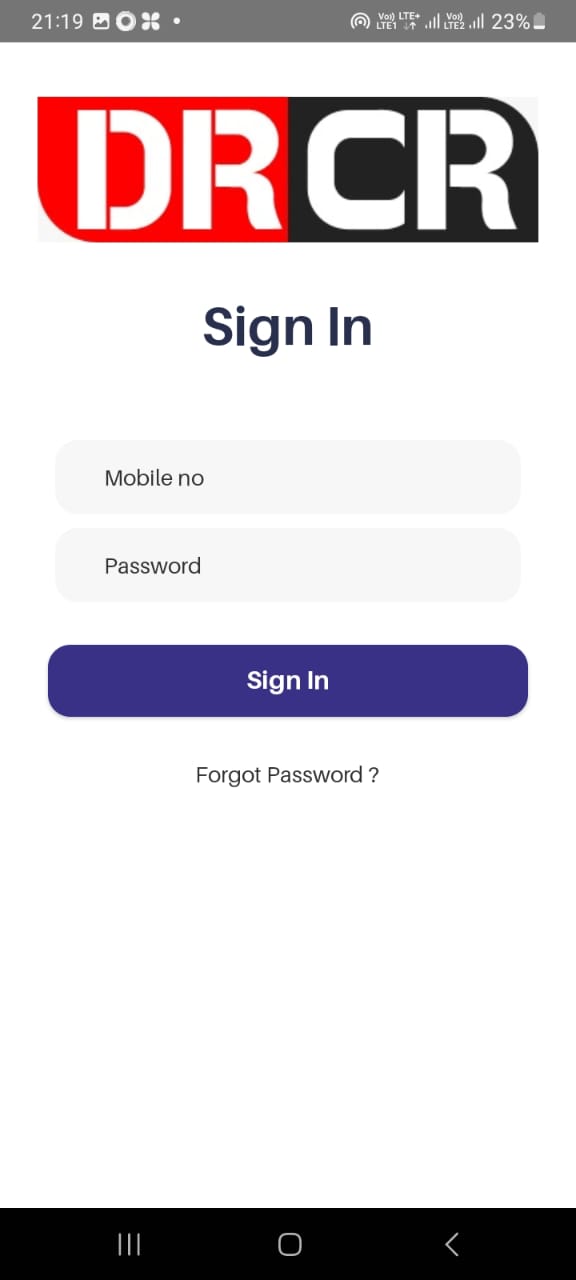 21:19 Vo) LTE1 LTE+ Vo) LTE2 23%
DRCR
Sign In
Mobile no
Password
Sign In
Forgot Password ?